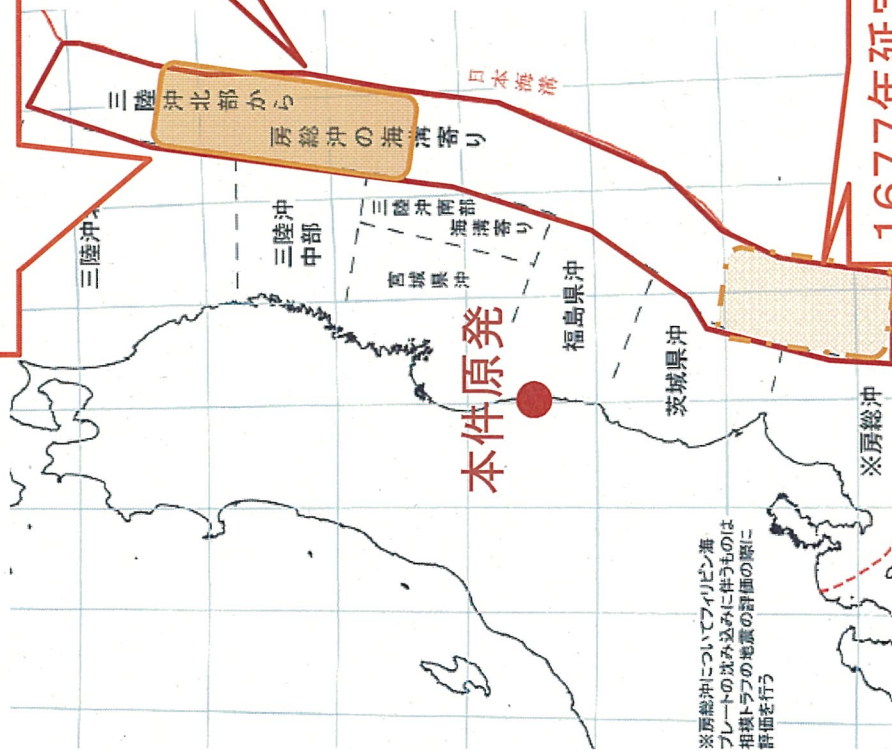 日本海溝
三陸沖北部から
房総沖の海溝寄り
三陸沖
三陸沖
中部
三陸沖南部
海溝寄り
宮城県沖
福島県沖
茨城県沖
本件原発
※房総沖
1677年延宝
※房総沖についてフィリピン海
プレートの沈み込みに伴うものは
相模トラフの地震の評価の際に
評価を行う